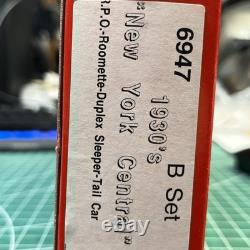 6947 B Set
1930's
"New York Central"
R.P.O.-Roomette-Duplex Sleeper-Tail Car